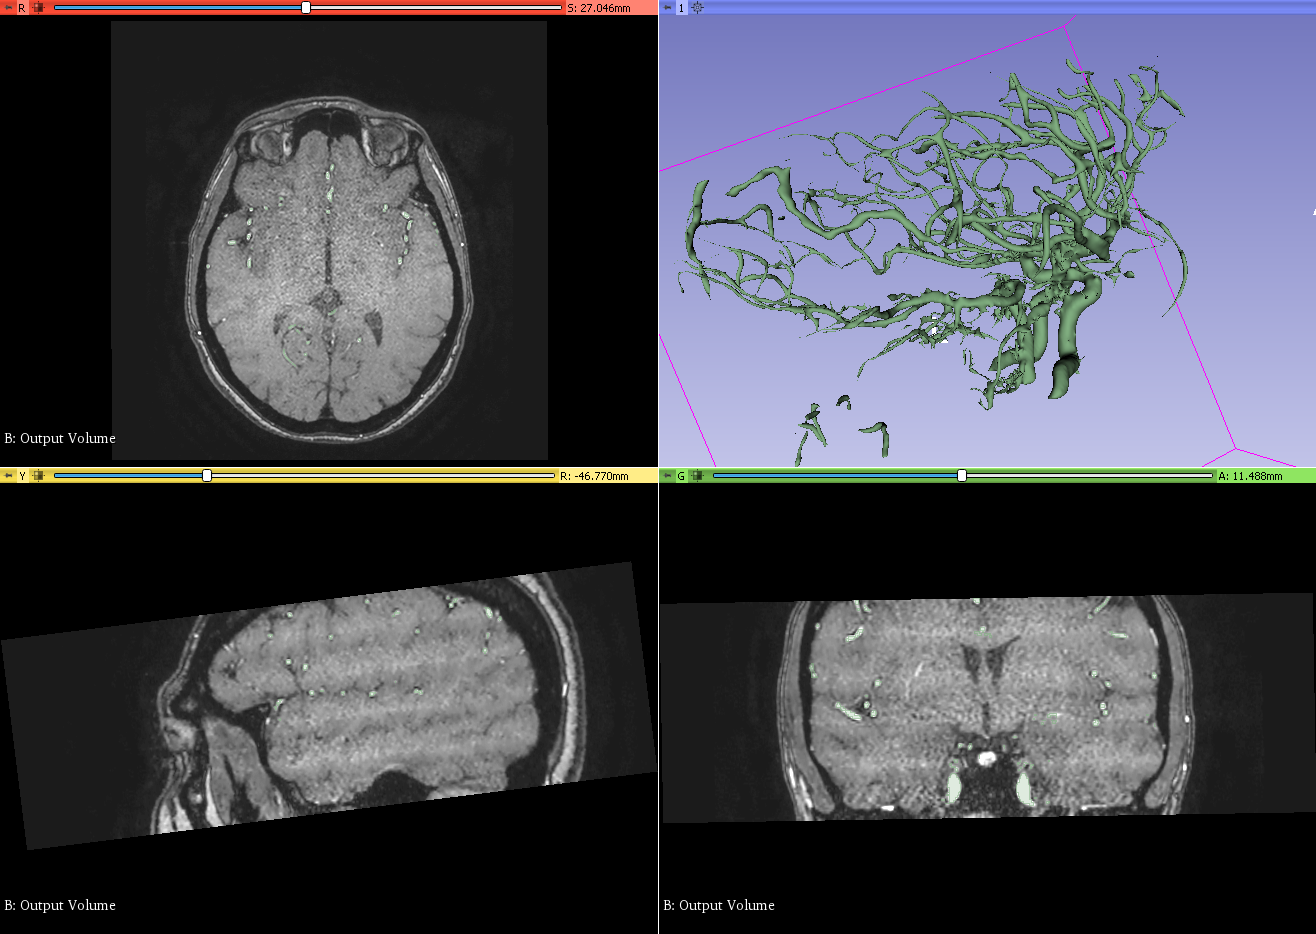 R S: 27.046mm
1
B: Output Volume
Y R: -46.770mm
G A: 11.488mm
B: Output Volume
B: Output Volume